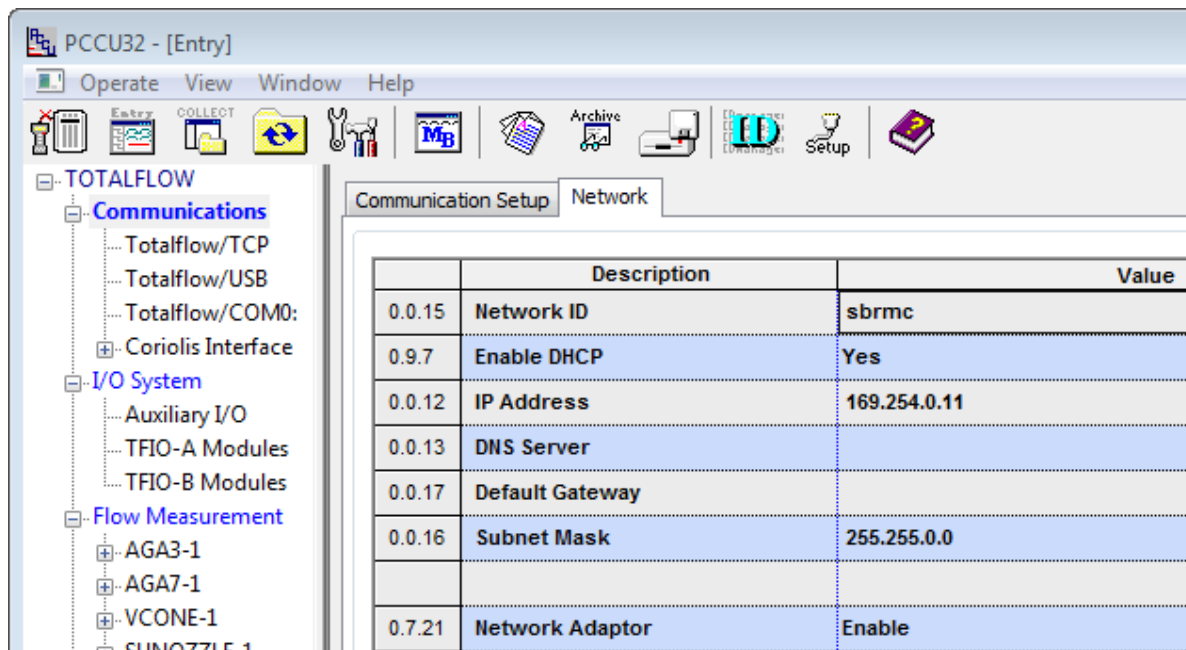 PCCU32 - [Entry]
Operate View Window Help
Entry
COLLECT
MB
Archive
ID
Setup
TOTALFLOW
Communications
Totalflow/TCP
Totalflow/USB
Totalflow/COM0:
Coriolis Interface
I/O System
Auxiliary I/O
TFIO-A Modules
TFIO-B Modules
Flow Measurement
AGA3-1
AGA7-1
VCONE-1
Communication Setup Network
Description Value
0.0.15 Network ID sbrmc
0.9.7 Enable DHCP Yes
0.0.12 IP Address 169.254.0.11
0.0.13 DNS Server
0.0.17 Default Gateway
0.0.16 Subnet Mask 255.255.0.0
0.7.21 Network Adaptor Enable